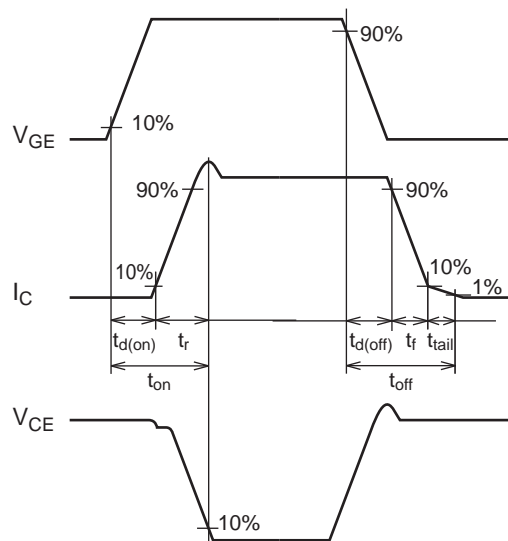 90%
V_GE
10%
90%
90%
10%
10%
1%
I_C
t_d(on)
t_r
t_d(off)
t_f
t_tail
t_on
t_off
V_CE
10%